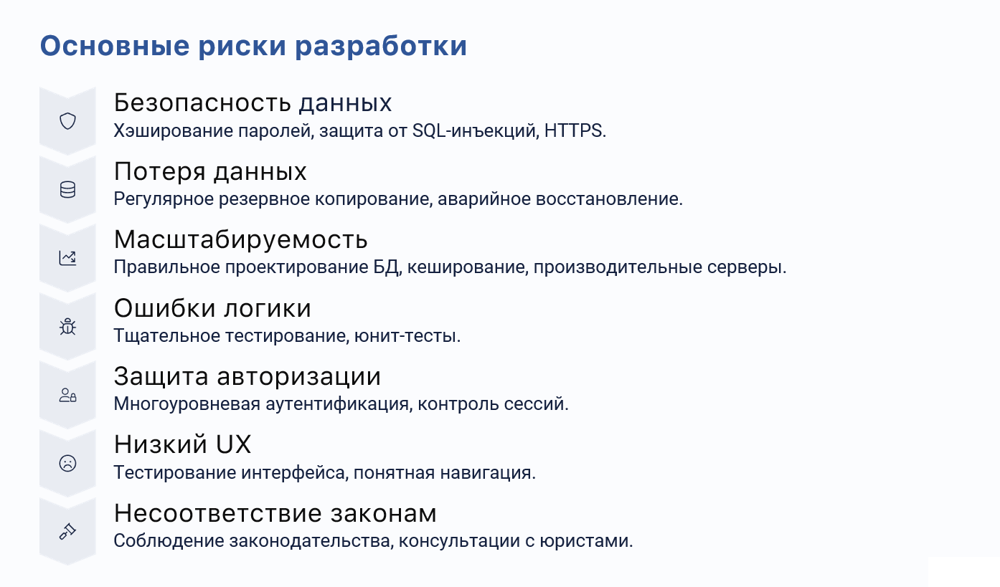 Основные риски разработки
Безопасность данных
Хэширование паролей, защита от SQL-инъекций, HTTPS.
Потеря данных
Регулярное резервное копирование, аварийное восстановление.
Масштабируемость
Правильное проектирование БД, кеширование, производительные серверы.
Ошибки логики
Тщательное тестирование, юнит-тесты.
Защита авторизации
Многоуровневая аутентификация, контроль сессий.
Низкий UX
Тестирование интерфейса, понятная навигация.
Несоответствие законам
Соблюдение законодательства, консультации с юристами.